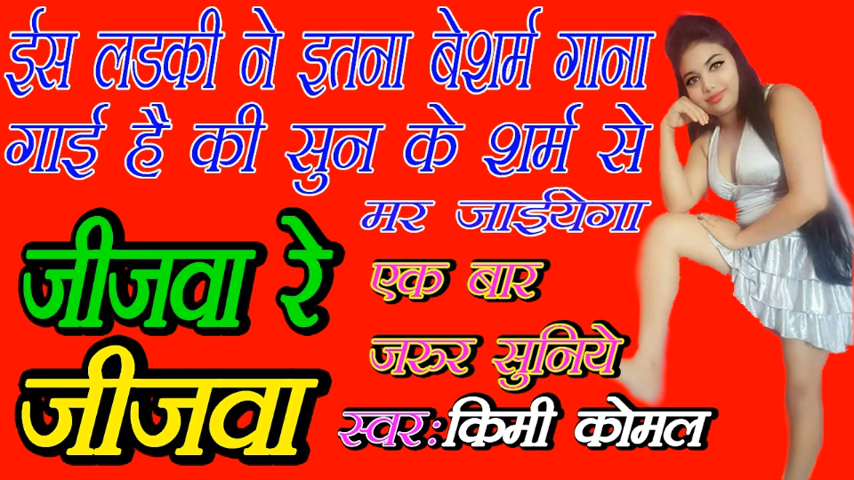 ईस लडकी ने इतना बेशर्म गाना
गाई है की सुन के शर्म से
मर जाईयेगा
जीजवा रे
एक बार
जरुर सुनिये
जीजवा
स्वर:किमी कोमल